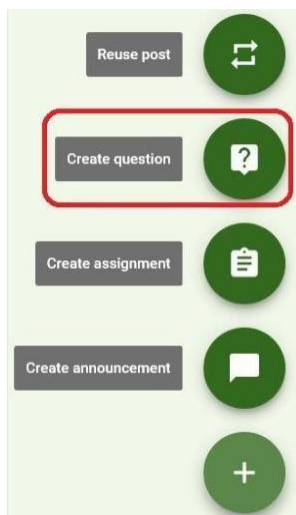 Reuse post
Create question
Create assignment
Create announcement